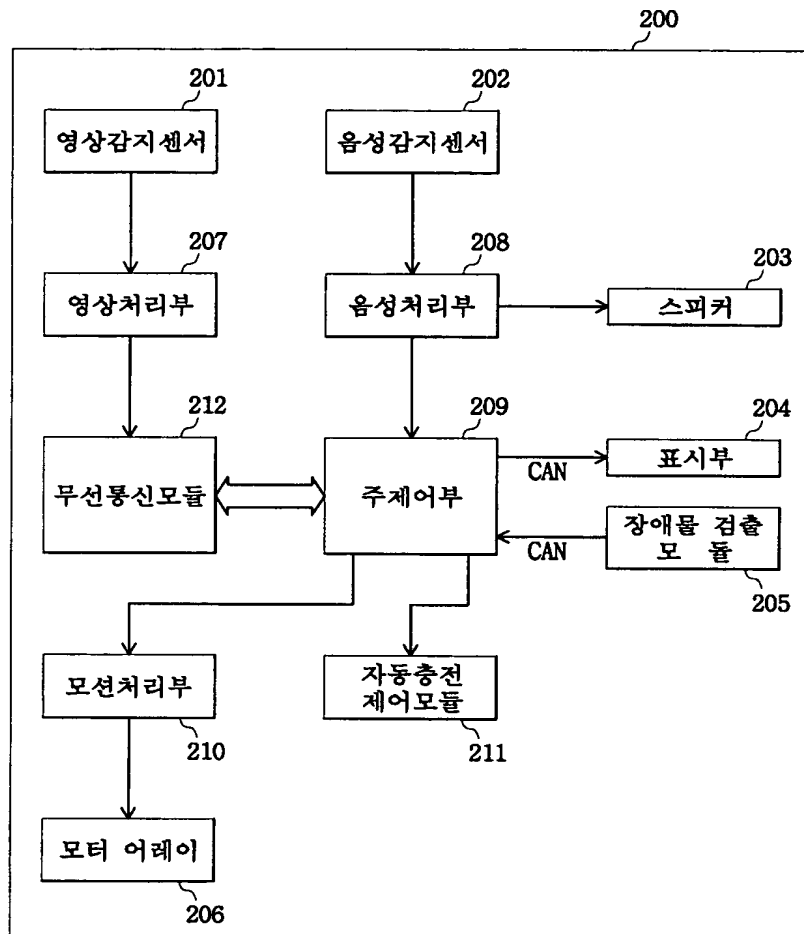 200
201
202
영상감지센서
음성감지센서
207
208
203
영상처리부
음성처리부
스피커
212
209
204
무선통신모듈
주제어부
CAN
표시부
CAN
장애물 검출
모 듈
205
모션처리부
자동충전
제어모듈
210
211
모터 어레이
206